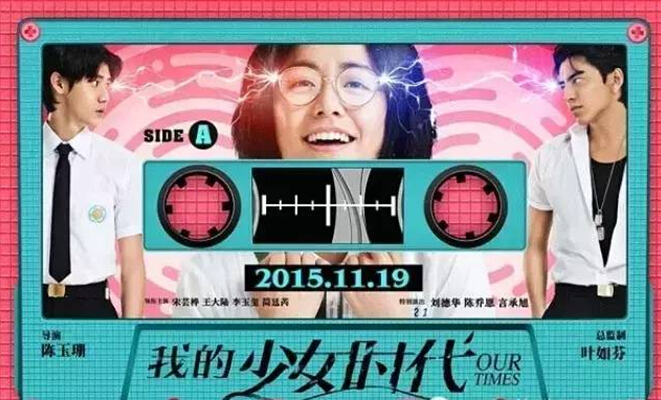 SIDE A
2015.11.19
领衔主演 宋芸桦 王大陆 李玉玺 简廷芮
特别演出 刘德华 陈乔恩 言承旭
21
导演
陈玉珊
总监制
叶如芬
我的少女时代
OUR
TIMES